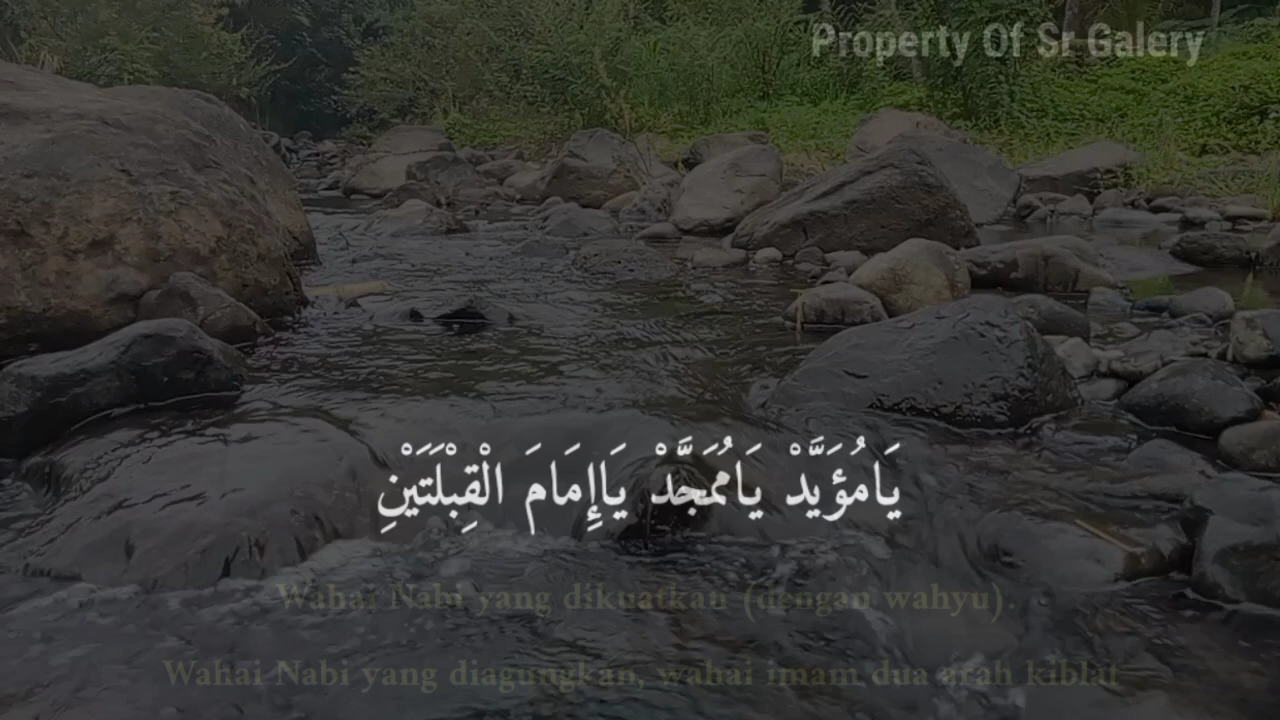 Property Of Sr Galery
يَامُؤَيَّدْ يَامُمَجَّدْ يَاإِمَامَ الْقِبْلَتَيْنِ
Wahai Nabi yang dikuatkan (dengan wahyu).
Wahai Nabi yang diagungkan, wahai imam dua arah kiblat